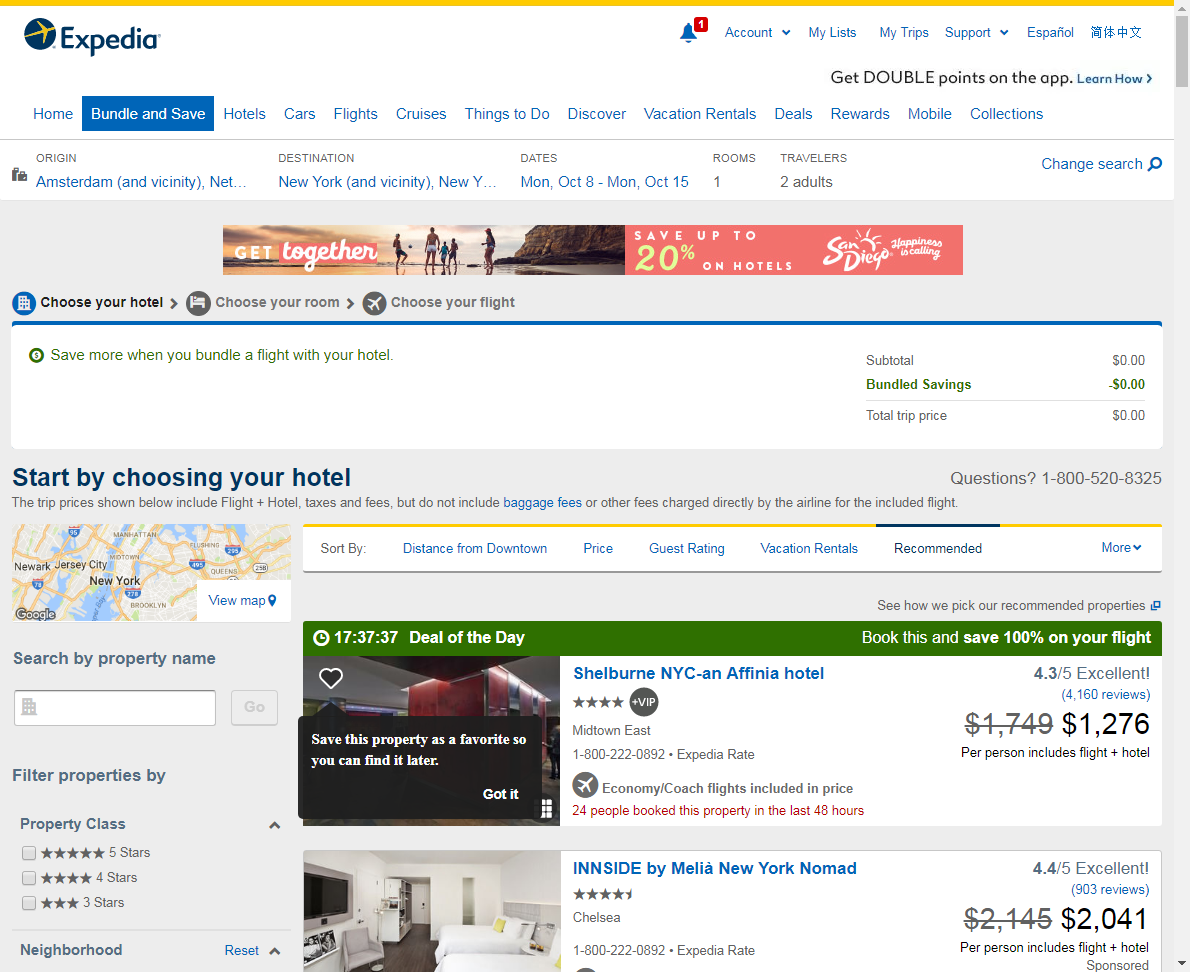 Expedia
1
Account
My Lists
My Trips
Support
Español
简体中文
Get DOUBLE points on the app. Learn How
Home
Bundle and Save
Hotels
Cars
Flights
Cruises
Things to Do
Discover
Vacation Rentals
Deals
Rewards
Mobile
Collections
ORIGIN
Amsterdam (and vicinity), Net...
DESTINATION
New York (and vicinity), New Y...
DATES
Mon, Oct 8 - Mon, Oct 15
ROOMS
1
TRAVELERS
2 adults
Change search
GET together
SAVE UP TO
20%
ON HOTELS
San Diego
Happiness is calling
Choose your hotel
Choose your room
Choose your flight
Save more when you bundle a flight with your hotel.
Subtotal $0.00
Bundled Savings -$0.00
Total trip price $0.00
Start by choosing your hotel
Questions? 1-800-520-8325
The trip prices shown below include Flight + Hotel, taxes and fees, but do not include baggage fees or other fees charged directly by the airline for the included flight.
MANHATTAN
FLUSHING
95
295
MIDTOWN
Newark
Jersey City
495
QUEENS
25B
New York
78
278
BROOKLYN
Google
View map
Sort By:
Distance from Downtown
Price
Guest Rating
Vacation Rentals
Recommended
More
See how we pick our recommended properties
Search by property name
Go
Filter properties by
Property Class
5 Stars
4 Stars
3 Stars
Neighborhood
Reset
17:37:37 Deal of the Day
Book this and save 100% on your flight
Save this property as a favorite so
you can find it later.
Got it
Shelburne NYC-an Affinia hotel
+VIP
Midtown East
1-800-222-0892 • Expedia Rate
Economy/Coach flights included in price
24 people booked this property in the last 48 hours
4.3/5 Excellent!
(4,160 reviews)
$1,749 $1,276
Per person includes flight + hotel
INNSIDE by Melià New York Nomad
Chelsea
1-800-222-0892 • Expedia Rate
4.4/5 Excellent!
(903 reviews)
$2,145 $2,041
Per person includes flight + hotel
Sponsored